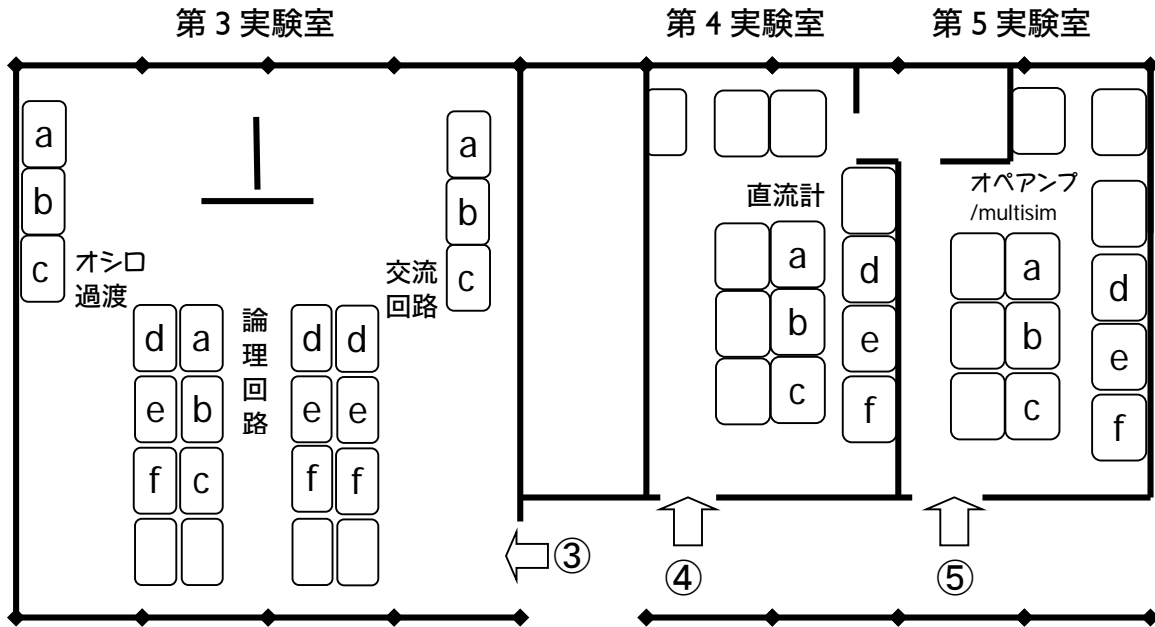 第 3 実験室
第 4 実験室
第 5 実験室
a
b
c
オシロ
過渡
d a
e b
f c
論
理
回
路
d d
e e
f f
a
b
c
交流
回路
③
直流計
a
b
c
d
e
f
④
オペアンプ
/multisim
a
b
c
d
e
f
⑤